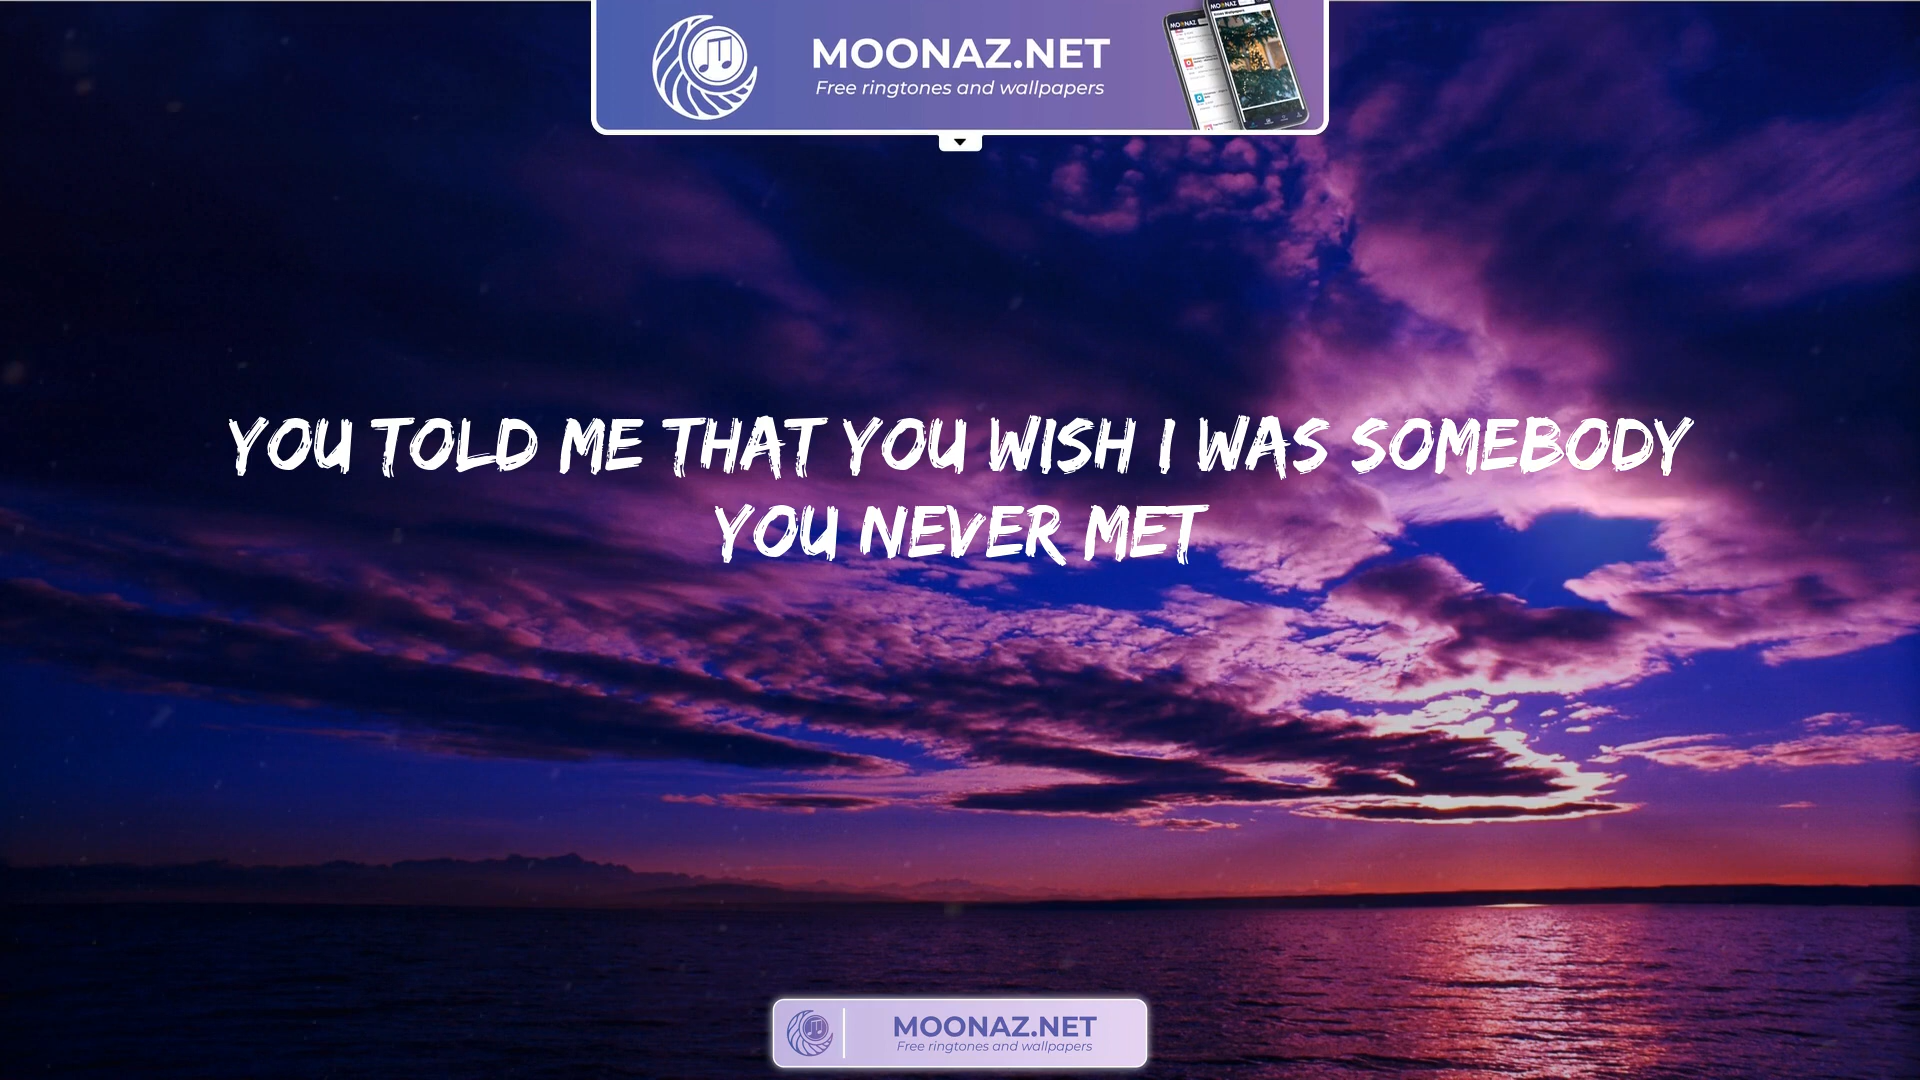 MOONAZ.NET
Free ringtones and wallpapers
YOU TOLD ME THAT YOU WISH I WAS SOMEBODY
YOU NEVER MET
MOONAZ.NET
Free ringtones and wallpapers